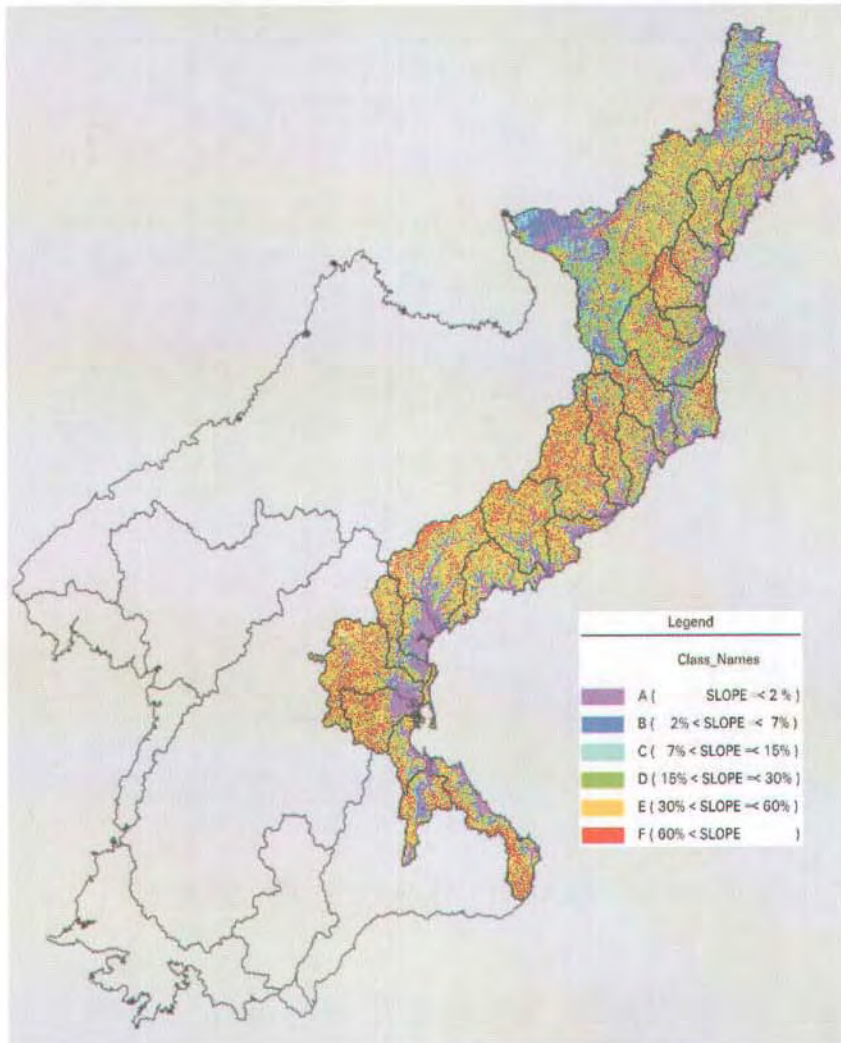 Legend
Class_Names
A ( SLOPE =< 2 % )
B ( 2% < SLOPE =< 7% )
C ( 7% < SLOPE =< 15% )
D ( 15% < SLOPE =< 30% )
E ( 30% < SLOPE =< 60% )
F ( 60% < SLOPE )